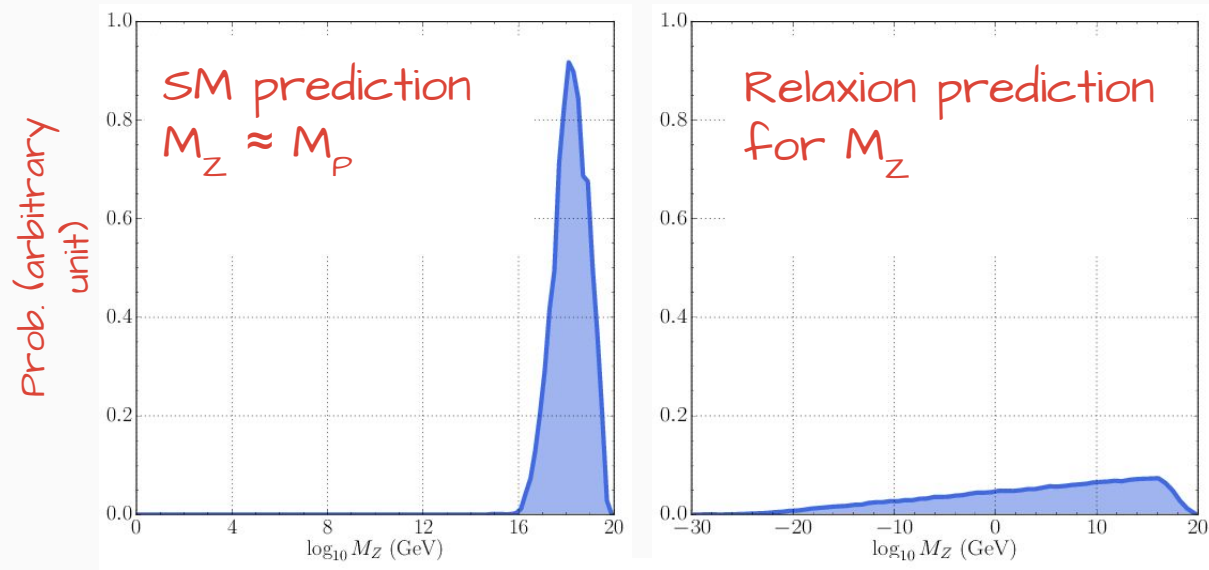 Prob. (arbitrary
unit)
SM prediction
M_Z ≈ M_P
1.0
0.8
0.6
0.4
0.2
0.0
0 4 8 12 16 20
log₁₀ M_Z (GeV)
Relaxion prediction
for M_Z
1.0
0.8
0.6
0.4
0.2
0.0
−30 −20 −10 0 10 20
log₁₀ M_Z (GeV)